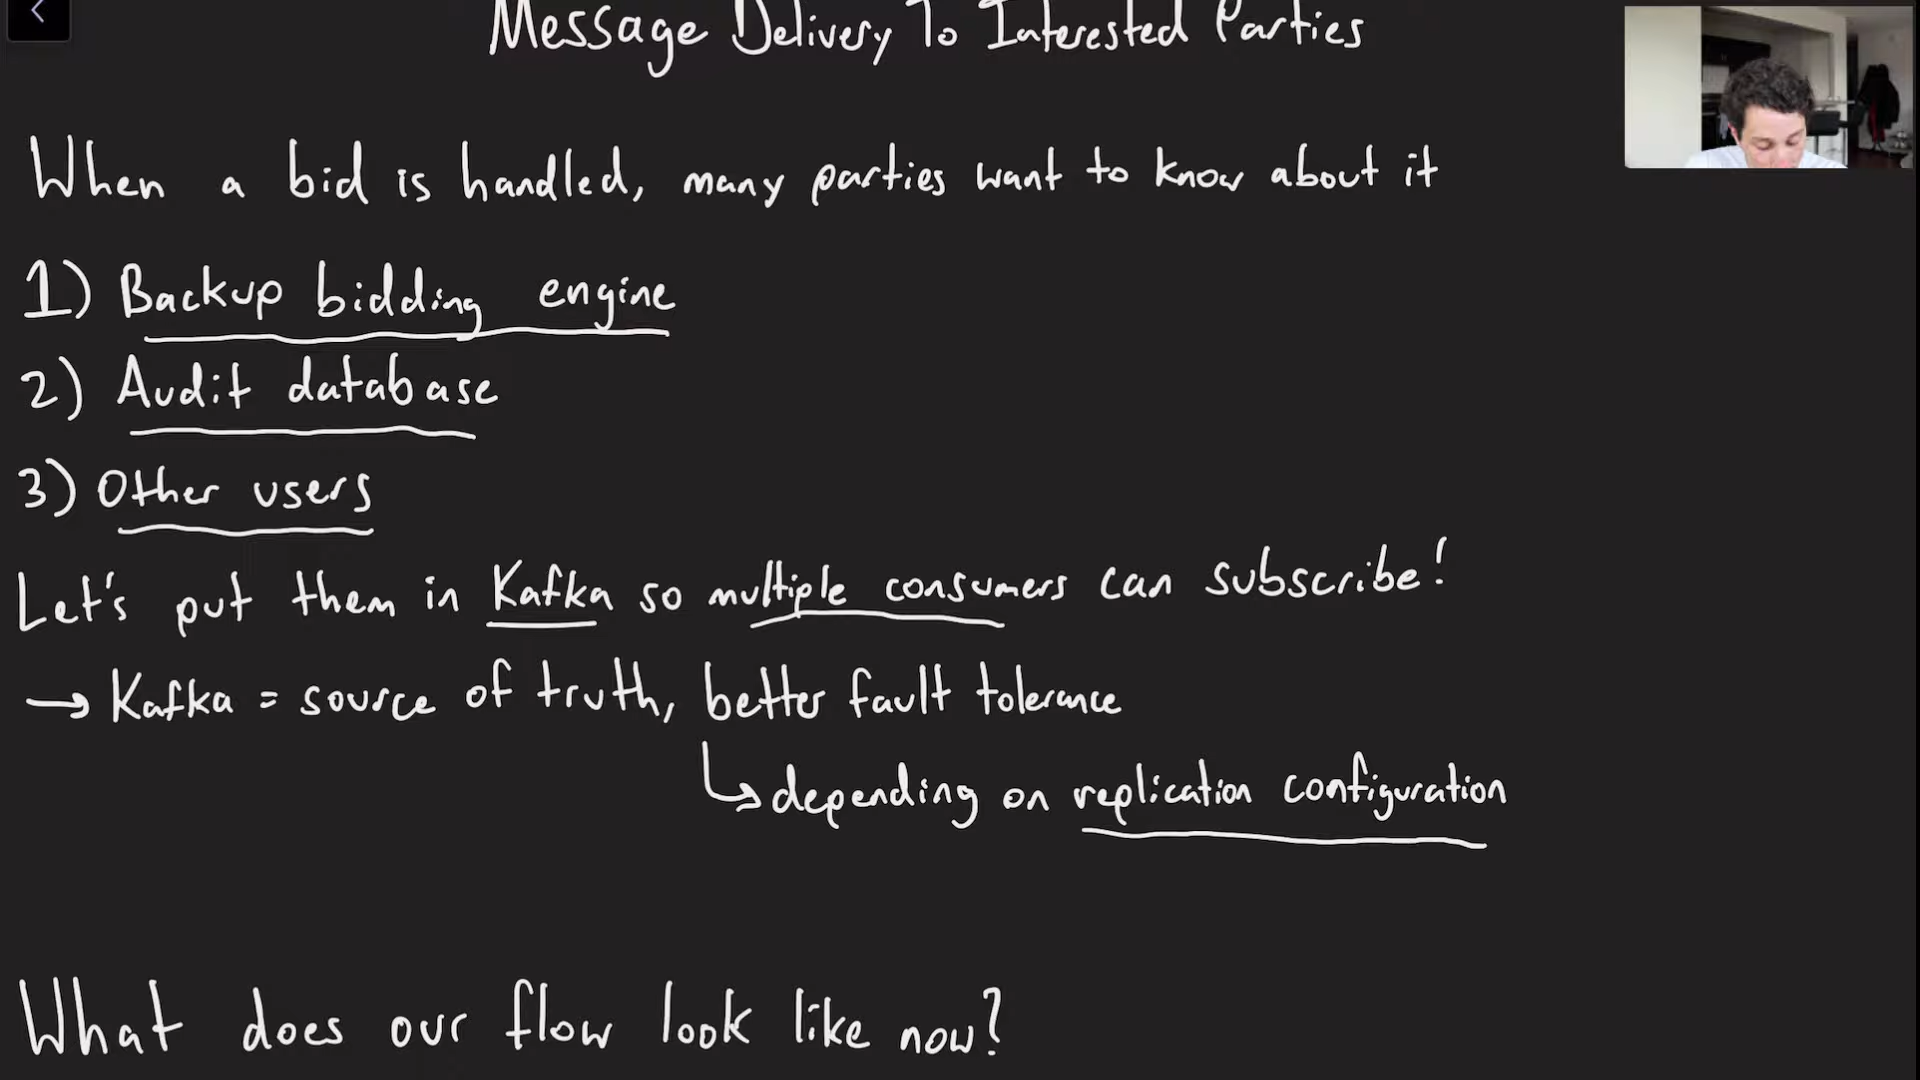 Message Delivery To Interested Parties
When a bid is handled, many parties want to know about it
1) Backup bidding engine
2) Audit database
3) Other users
Let's put them in Kafka so multiple consumers can subscribe!
→ Kafka = source of truth, better fault tolerance
↳ depending on replication configuration
What does our flow look like now?